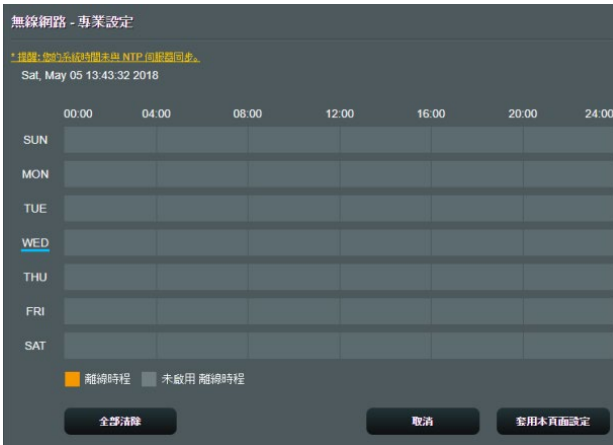 無線網路 - 專業設定
* 提醒: 您的系統時間未與 NTP 伺服器同步。
Sat, May 05 13:43:32 2018
00:00 04:00 08:00 12:00 16:00 20:00 24:00
SUN
MON
TUE
WED
THU
FRI
SAT
離線時程 未啟用 離線時程
全部清除 取消 套用本頁面設定